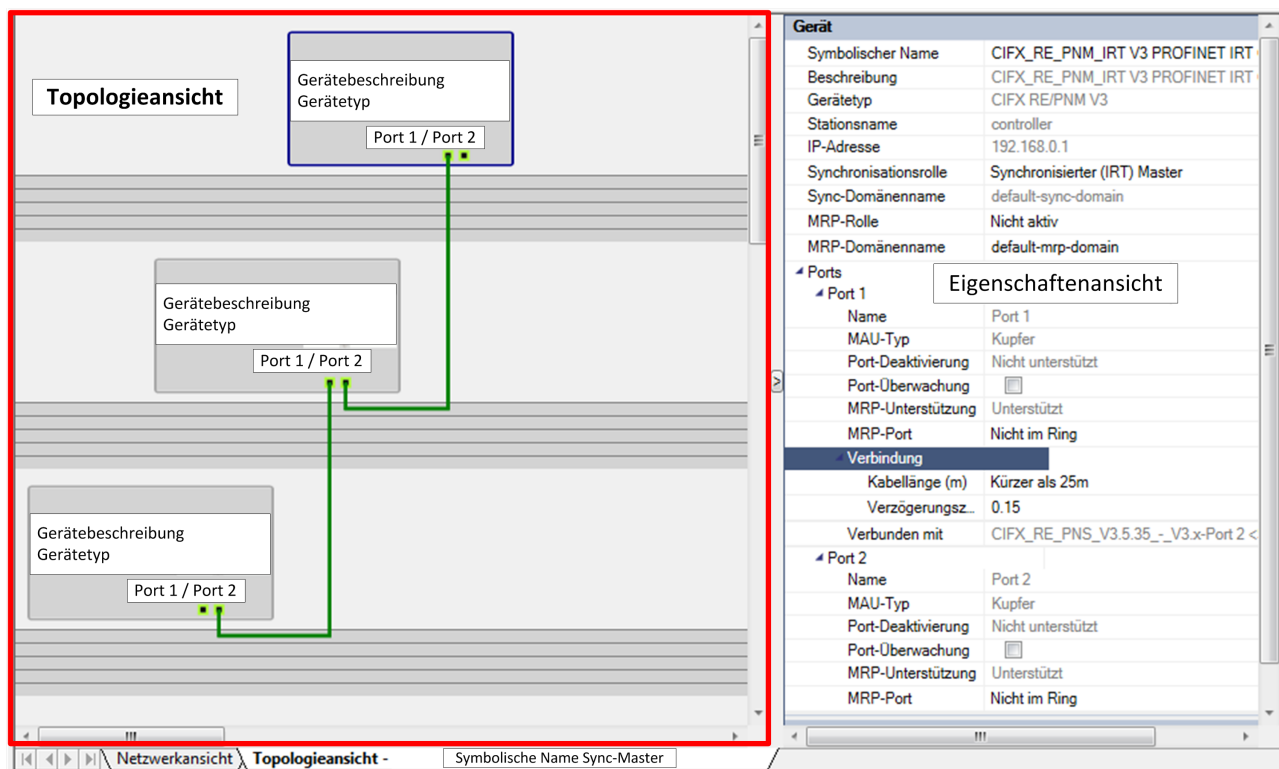 Topologieansicht
Gerätebeschreibung
Gerätetyp
Port 1 / Port 2
Gerätebeschreibung
Gerätetyp
Port 1 / Port 2
Gerätebeschreibung
Gerätetyp
Port 1 / Port 2
Gerät
Symbolischer Name CIFX_RE_PNM_IRT V3 PROFINET IRT
Beschreibung CIFX_RE_PNM_IRT V3 PROFINET IRT
Gerätetyp CIFX RE/PNM V3
Stationsname controller
IP-Adresse 192.168.0.1
Synchronisationsrolle Synchronisierter (IRT) Master
Sync-Domänenname default-sync-domain
MRP-Rolle Nicht aktiv
MRP-Domänenname default-mrp-domain
Ports
Eigenschaftenansicht
Port 1
Name Port 1
MAU-Typ Kupfer
Port-Deaktivierung Nicht unterstützt
Port-Überwachung
MRP-Unterstützung Unterstützt
MRP-Port Nicht im Ring
Verbindung
Kabellänge (m) Kürzer als 25m
Verzögerungsz... 0.15
Verbunden mit CIFX_RE_PNS_V3.5.35_-_V3.x-Port 2 <
Port 2
Name Port 2
MAU-Typ Kupfer
Port-Deaktivierung Nicht unterstützt
Port-Überwachung
MRP-Unterstützung Unterstützt
MRP-Port Nicht im Ring
Netzwerkansicht Topologieansicht - Symbolische Name Sync-Master